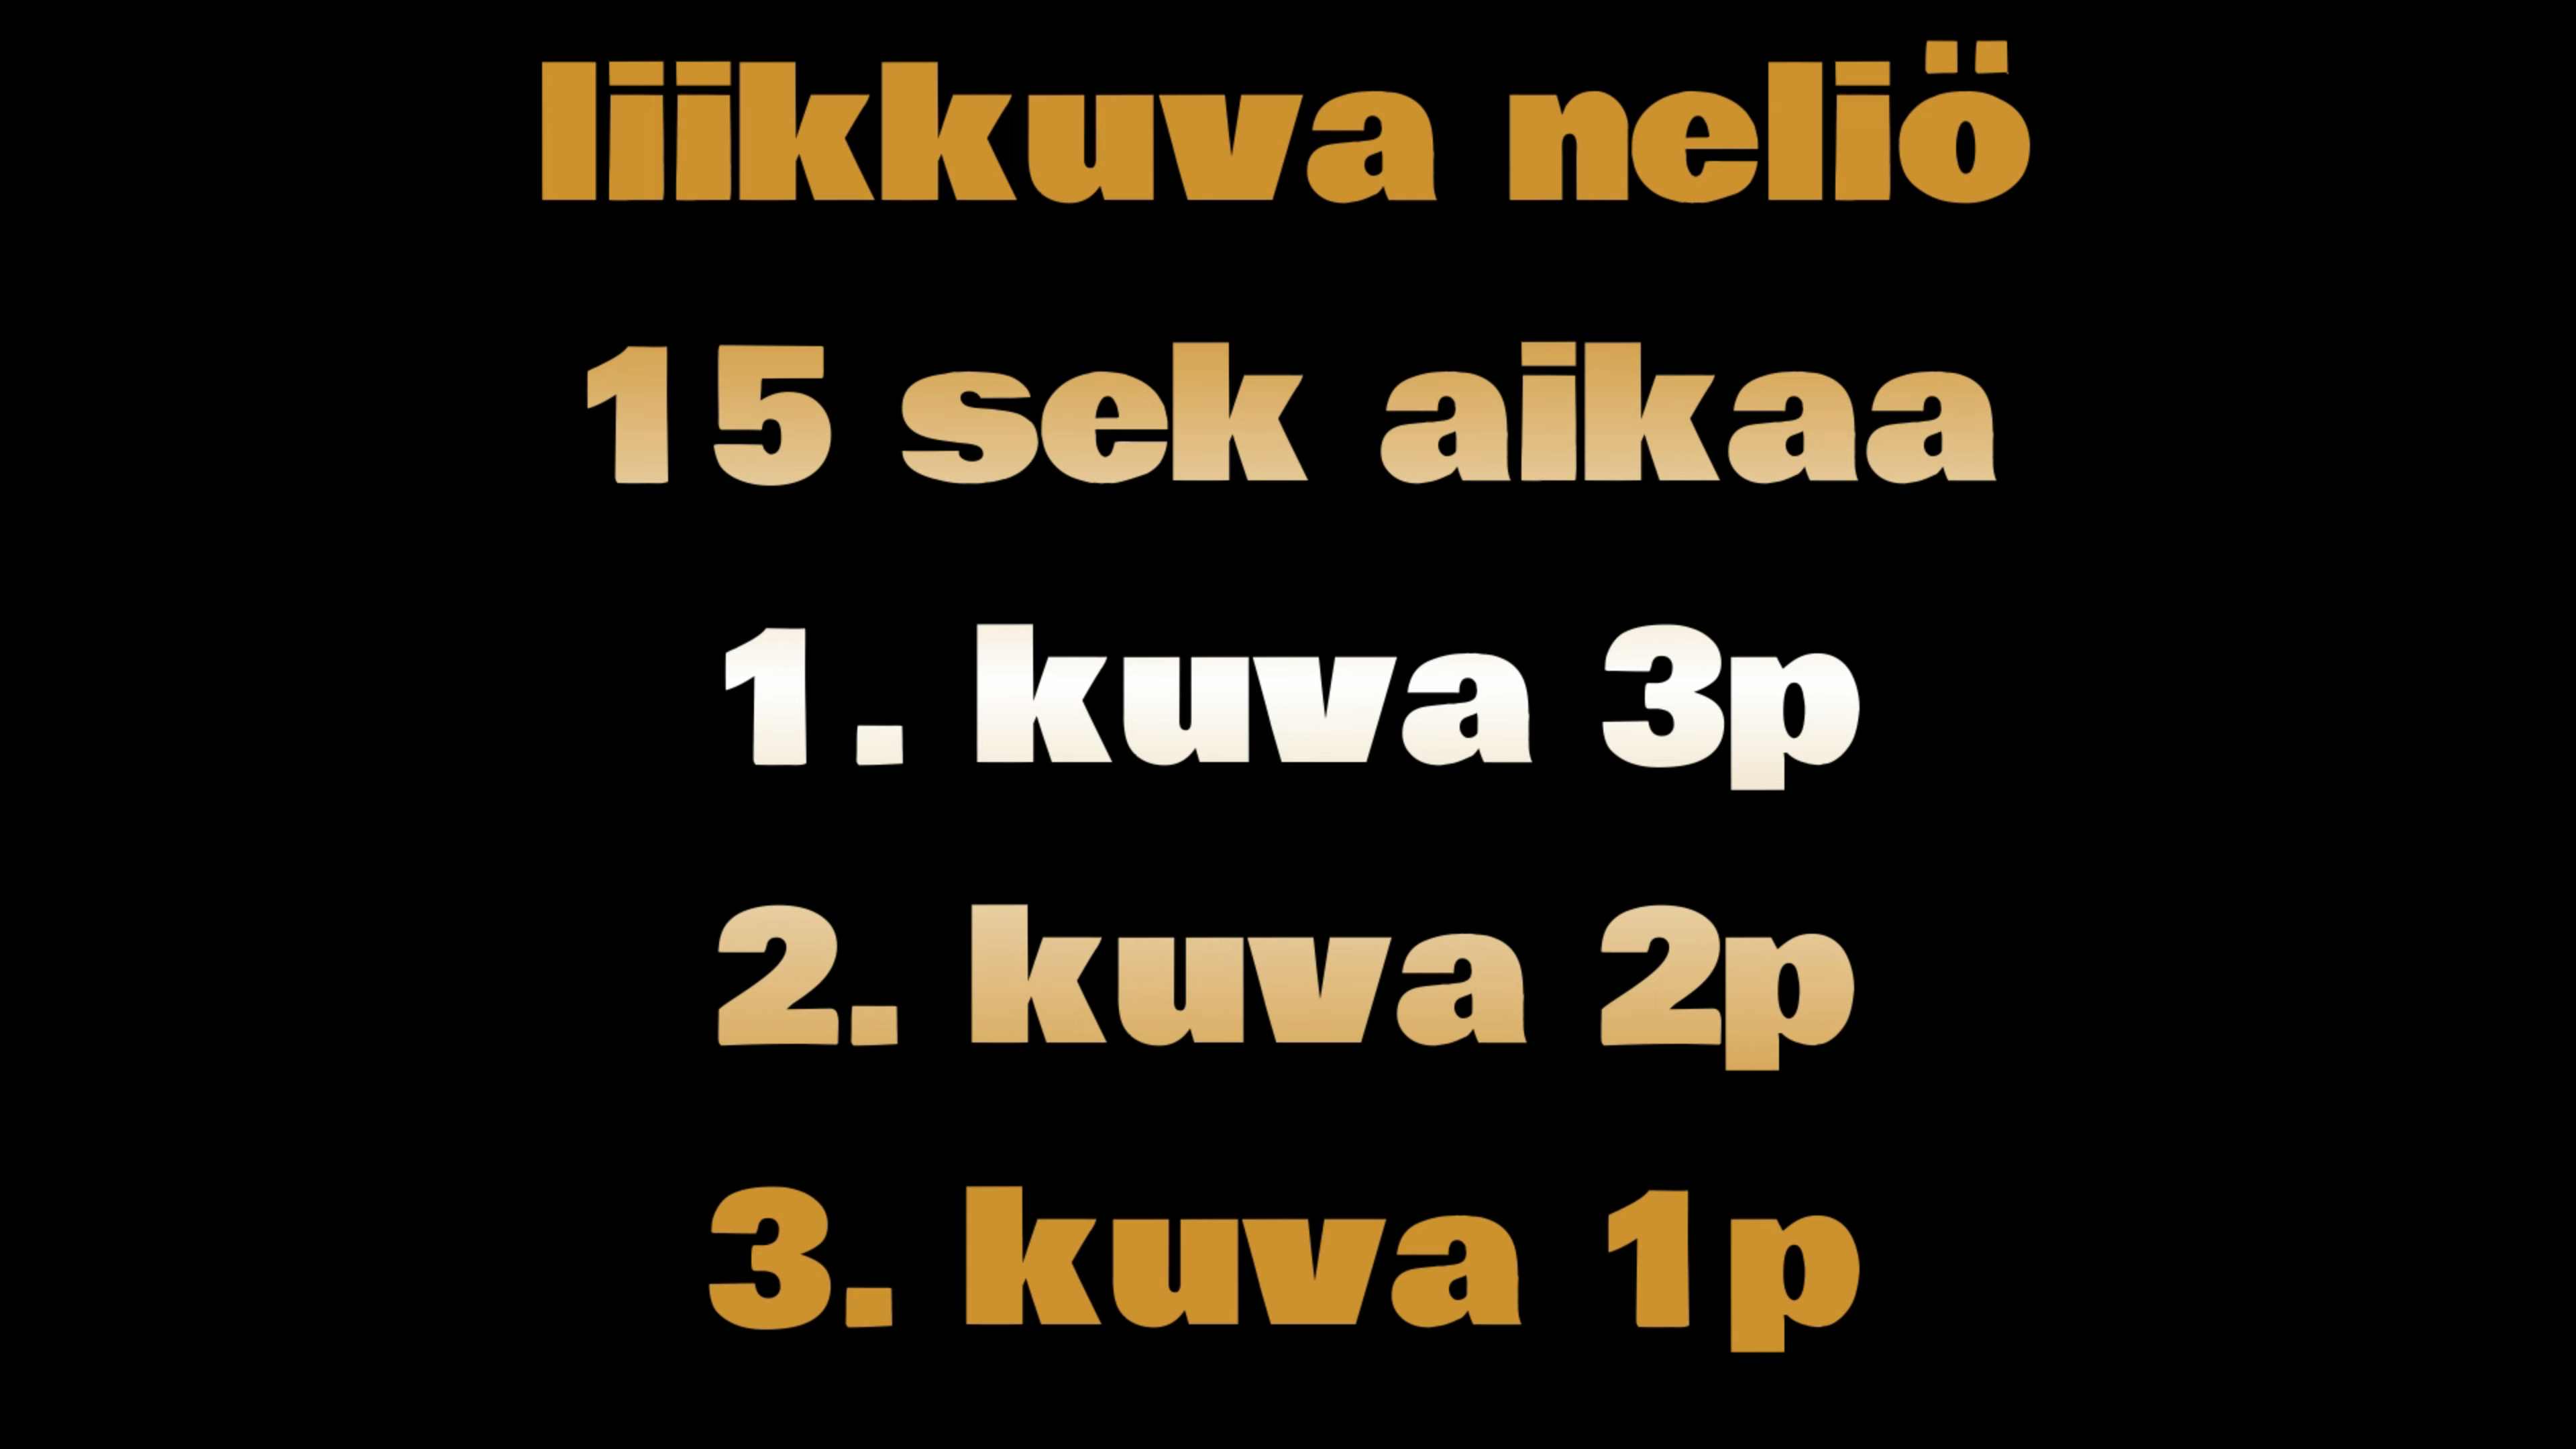 liikkuva neliö
15 sek aikaa
1. kuva 3p
2. kuva 2p
3. kuva 1p